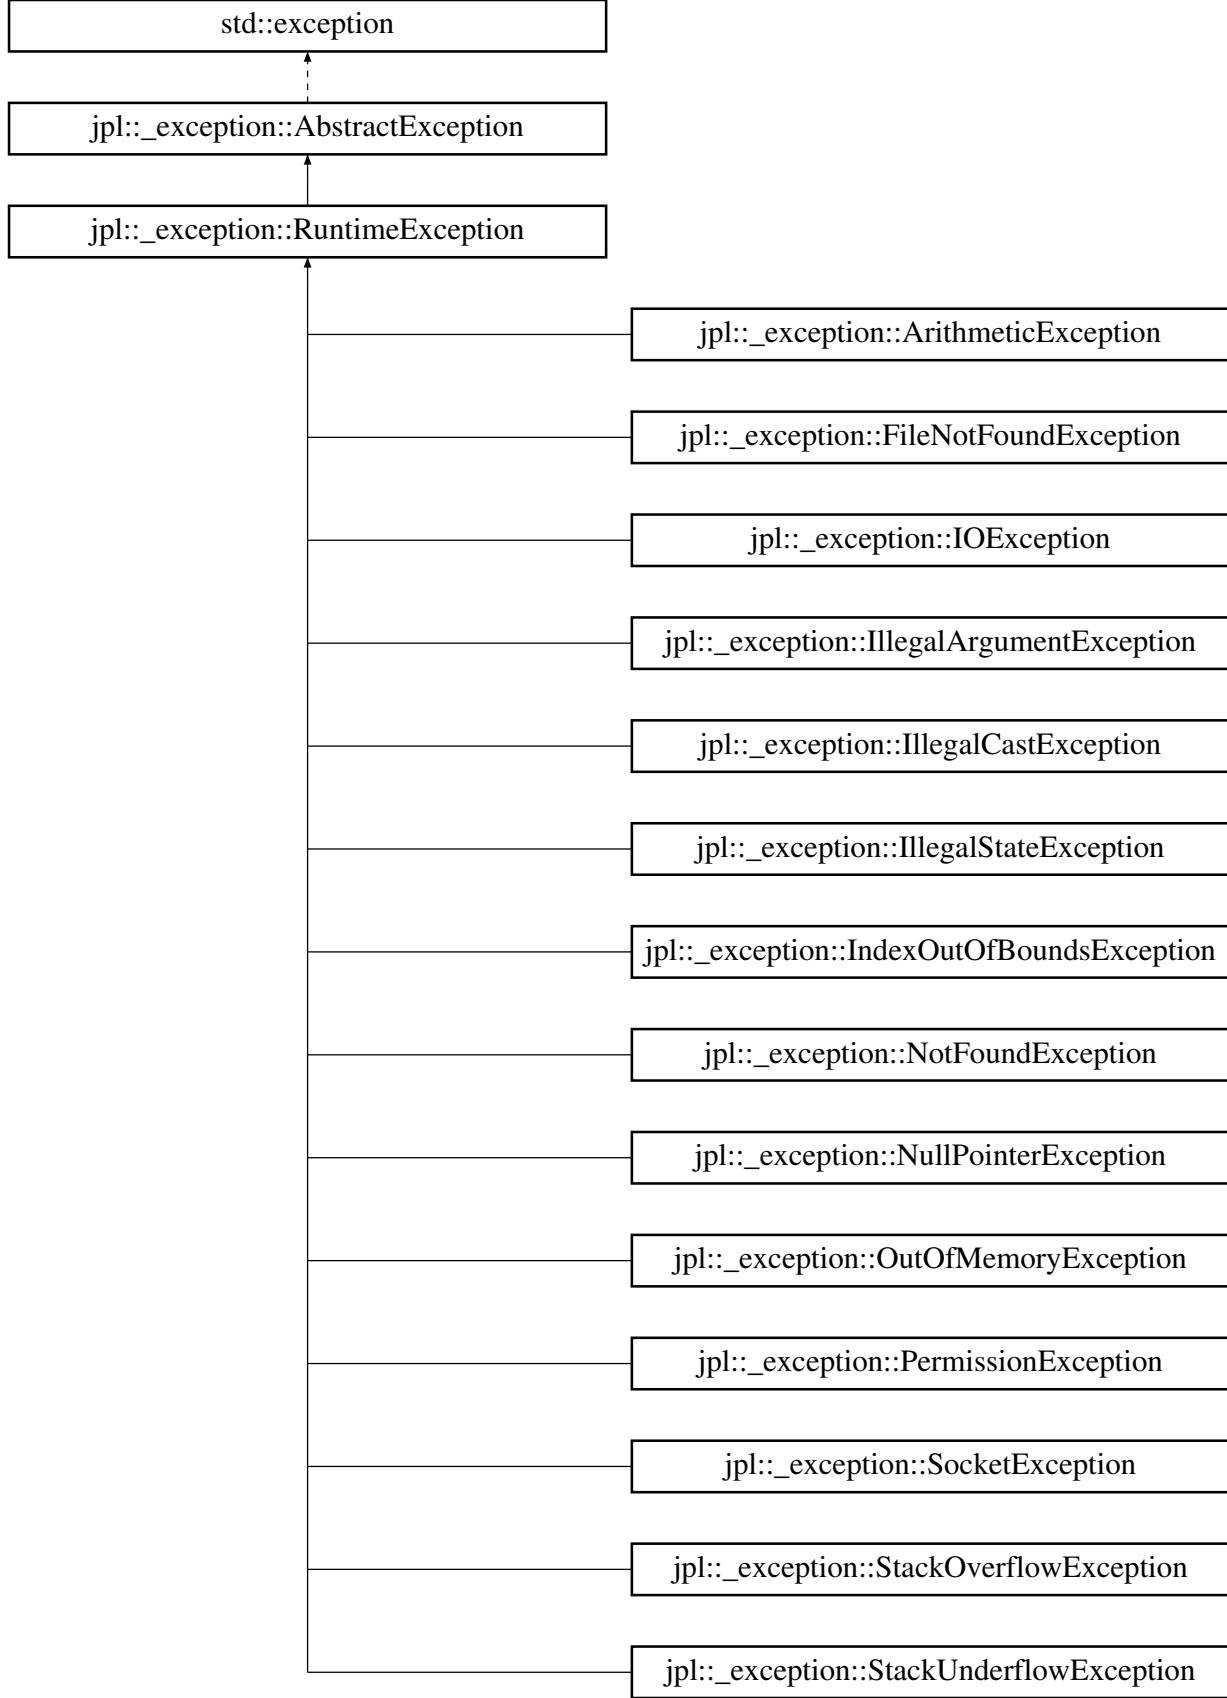 std::exception
jpl::_exception::AbstractException
jpl::_exception::RuntimeException
jpl::_exception::ArithmeticException
jpl::_exception::FileNotFoundException
jpl::_exception::IOException
jpl::_exception::IllegalArgumentException
jpl::_exception::IllegalCastException
jpl::_exception::IllegalStateException
jpl::_exception::IndexOutOfBoundsException
jpl::_exception::NotFoundException
jpl::_exception::NullPointerException
jpl::_exception::OutOfMemoryException
jpl::_exception::PermissionException
jpl::_exception::SocketException
jpl::_exception::StackOverflowException
jpl::_exception::StackUnderflowException